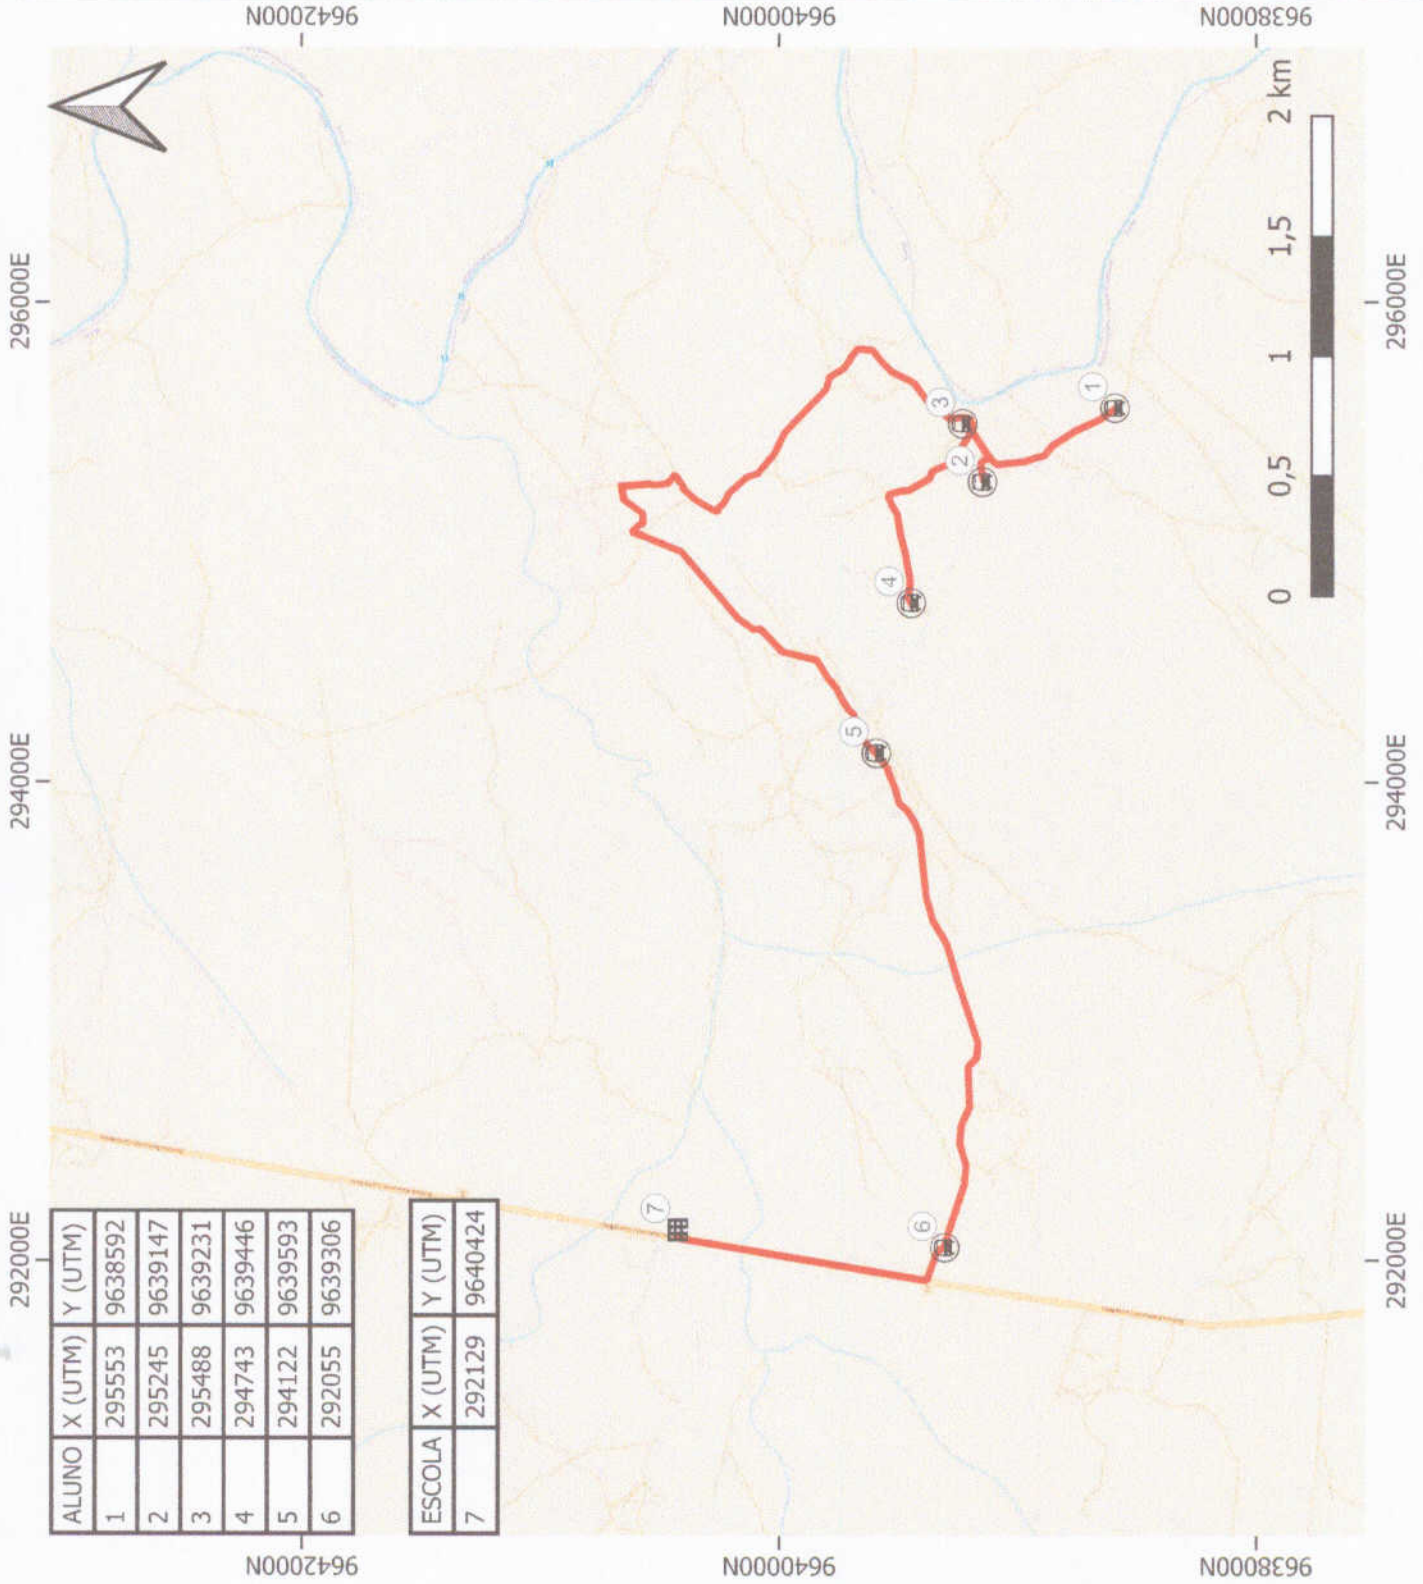 292000E
294000E
296000E
9642000N
9642000N
ALUNO X (UTM) Y (UTM)
1 295553 9638592
2 295245 9639147
3 295488 9639231
4 294743 9639446
5 294122 9639593
6 292055 9639306
ESCOLA X (UTM) Y (UTM)
7 292129 9640424
7
9640000N
9640000N
5
4
3
6
2
1
9638000N
9638000N
0 0,5 1 1,5 2 km
292000E
294000E
296000E